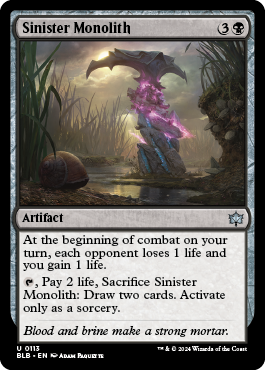 Sinister Monolith 3
Artifact
At the beginning of combat on your
turn, each opponent loses 1 life and
you gain 1 life.
, Pay 2 life, Sacrifice Sinister
Monolith: Draw two cards. Activate
only as a sorcery.
Blood and brine make a strong mortar.
U 0113
BLB • EN Adam Paquette
™ & © 2024 Wizards of the Coast